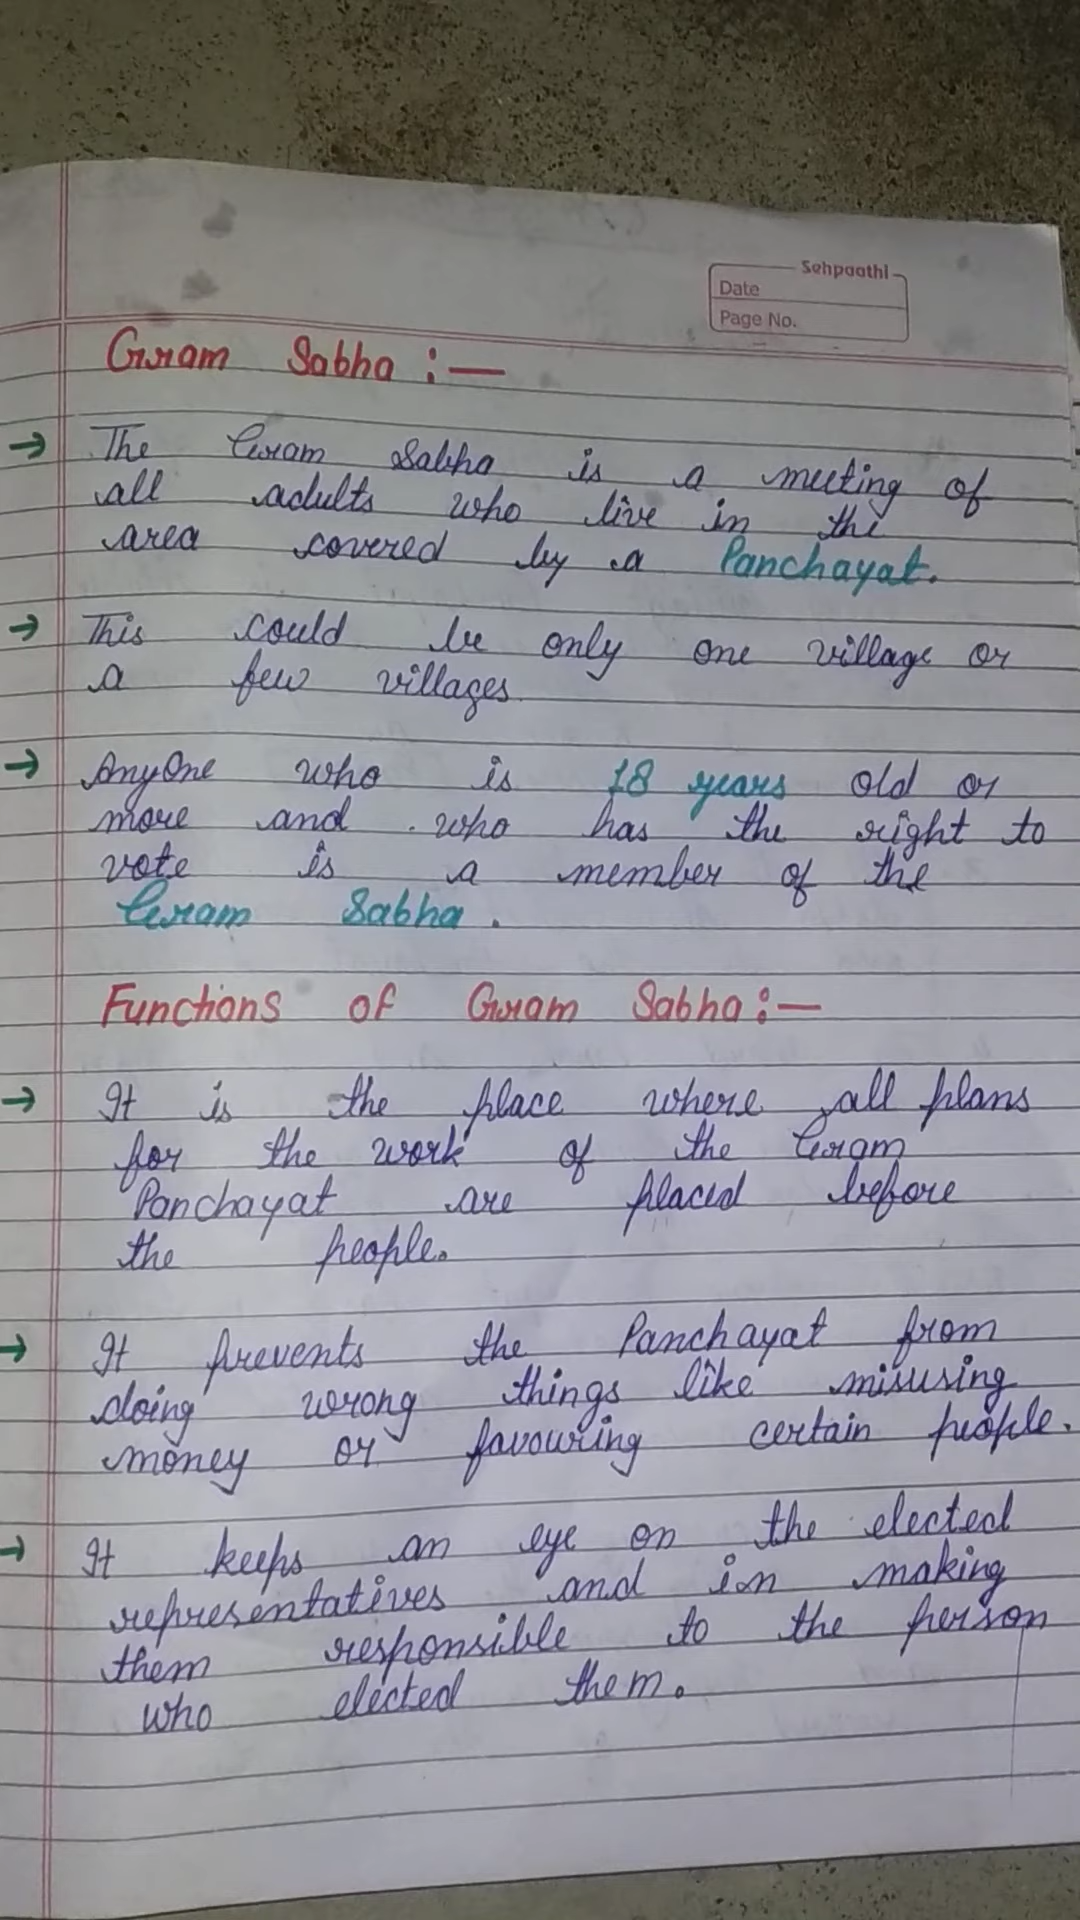 Sehpaathi
Date
Page No.
Gram Sabha :—
→ The Gram Sabha is a meeting of
all adults who live in the
area covered by a Panchayat.
→ This could be only one village or
a few villages
→ AnyOne who is 18 years old or
more and who has the right to
vote is a member of the
Gram Sabha.
Functions of Gram Sabha:—
→ It is the place where all plans
for the work of the Gram
Panchayat are placed before
the people.
→ It prevents the Panchayat from
doing wrong things like misusing
money or favouring certain people.
→ It keeps an eye on the elected
representatives and in making
them responsible to the person
who elected them.